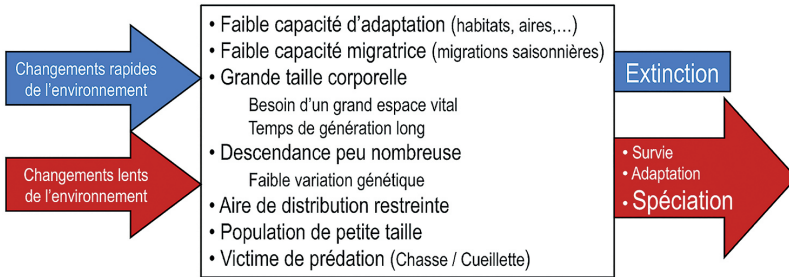 Changements rapides
de l'environnement
Changements lents
de l'environnement
• Faible capacité d'adaptation (habitats, aires,…)
• Faible capacité migratrice (migrations saisonnières)
• Grande taille corporelle
Besoin d'un grand espace vital
Temps de génération long
• Descendance peu nombreuse
Faible variation génétique
• Aire de distribution restreinte
• Population de petite taille
• Victime de prédation (Chasse / Cueillette)
Extinction
• Survie
• Adaptation
• Spéciation